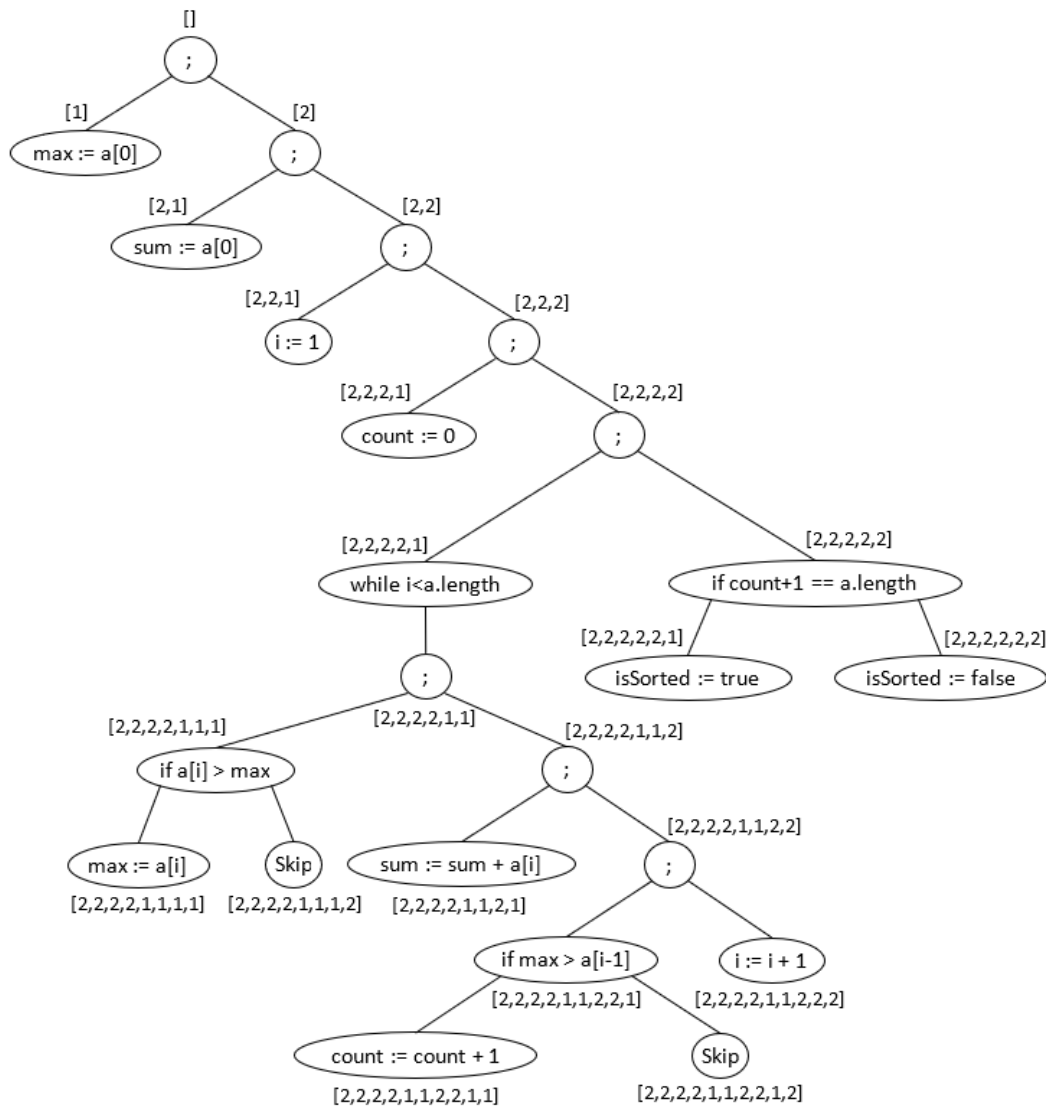 []
;
[1]
[2]
max := a[0]
;
[2,1]
[2,2]
sum := a[0]
;
[2,2,1]
[2,2,2]
i := 1
;
[2,2,2,1]
[2,2,2,2]
count := 0
;
[2,2,2,2,1]
[2,2,2,2,2]
while i<a.length
if count+1 == a.length
[2,2,2,2,2,1]
[2,2,2,2,2,2]
;
isSorted := true
isSorted := false
[2,2,2,2,1,1,1]
[2,2,2,2,1,1]
[2,2,2,2,1,1,2]
if a[i] > max
;
[2,2,2,2,1,1,2,2]
max := a[i]
Skip
sum := sum + a[i]
;
[2,2,2,2,1,1,1,1]
[2,2,2,2,1,1,1,2]
[2,2,2,2,1,1,2,1]
if max > a[i-1]
i := i + 1
[2,2,2,2,1,1,2,2,1]
[2,2,2,2,1,1,2,2,2]
count := count + 1
Skip
[2,2,2,2,1,1,2,2,1,1]
[2,2,2,2,1,1,2,2,1,2]